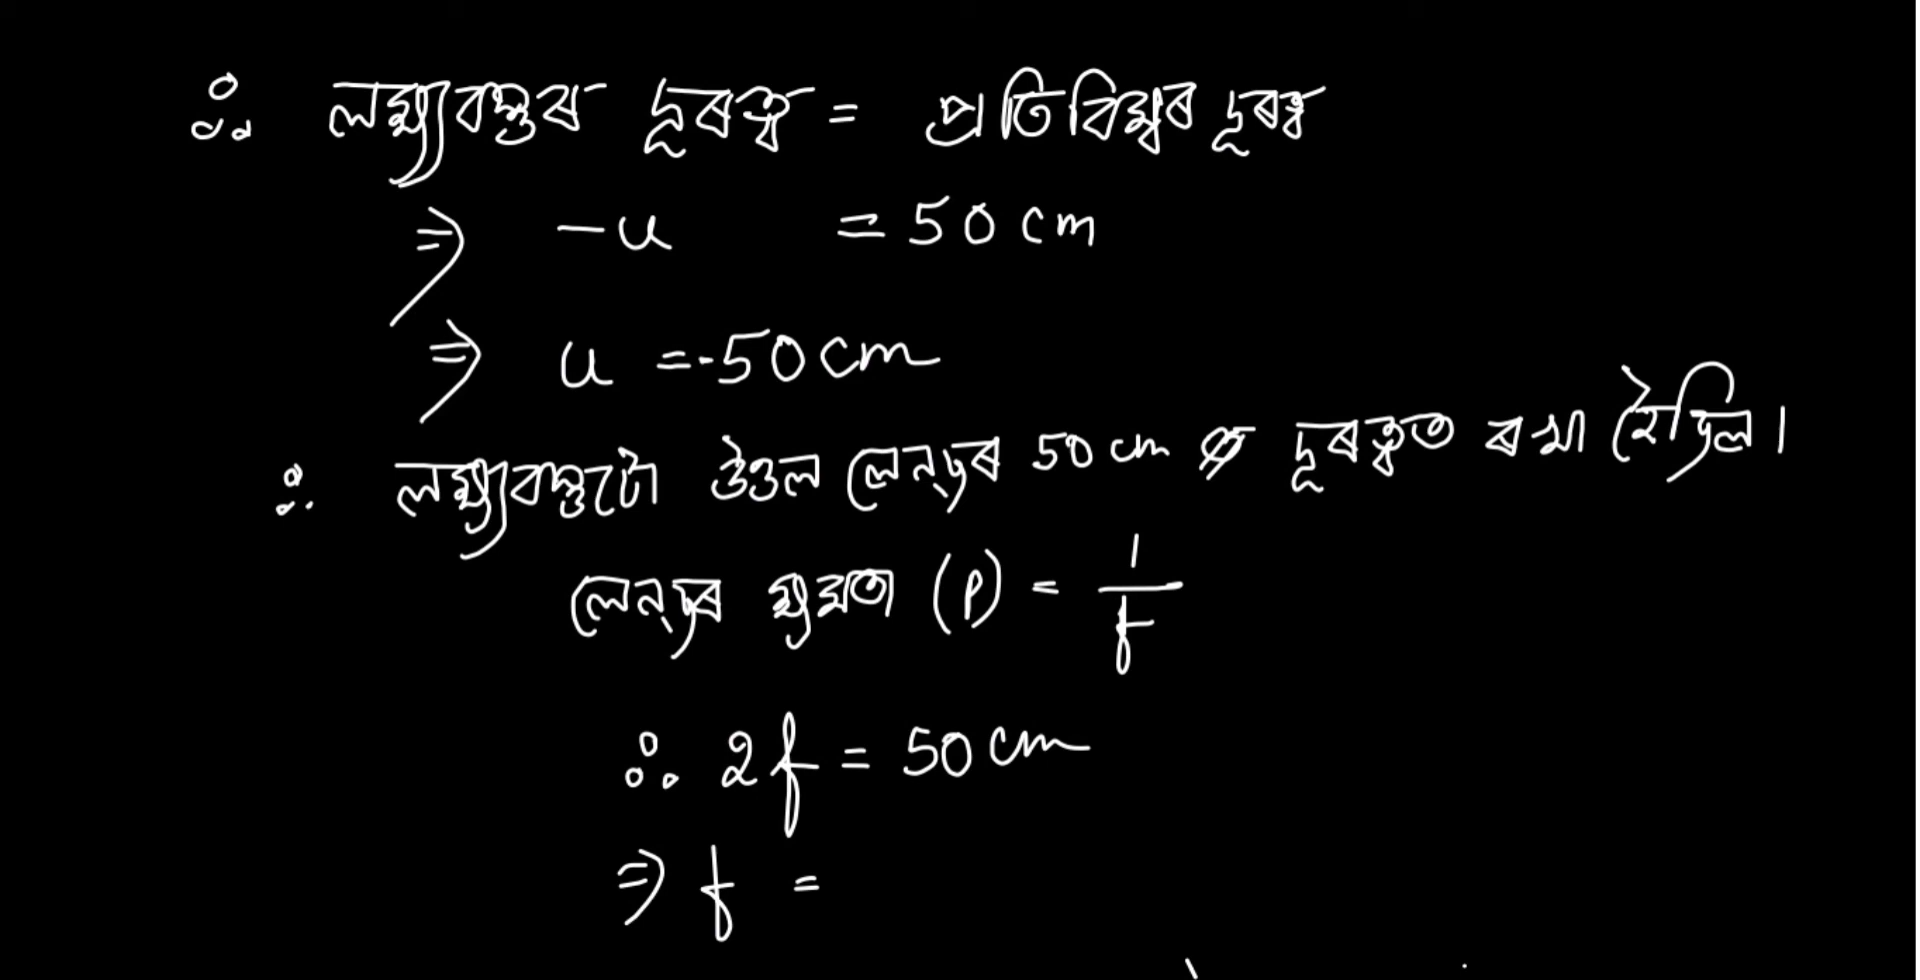 ∴ লক্ষ্যবস্তুৰ দূৰত্ব = প্ৰতিবিম্বৰ দূৰত্ব
⇒ -u = 50 cm
⇒ u = -50 cm
∴ লক্ষ্যবস্তুটো উত্তল লেন্সৰ 50 cm দূৰত্বত ৰখা হৈছিল।
লেন্সৰ ক্ষমতা (P) = 1/f
∴ 2f = 50 cm
⇒ f =